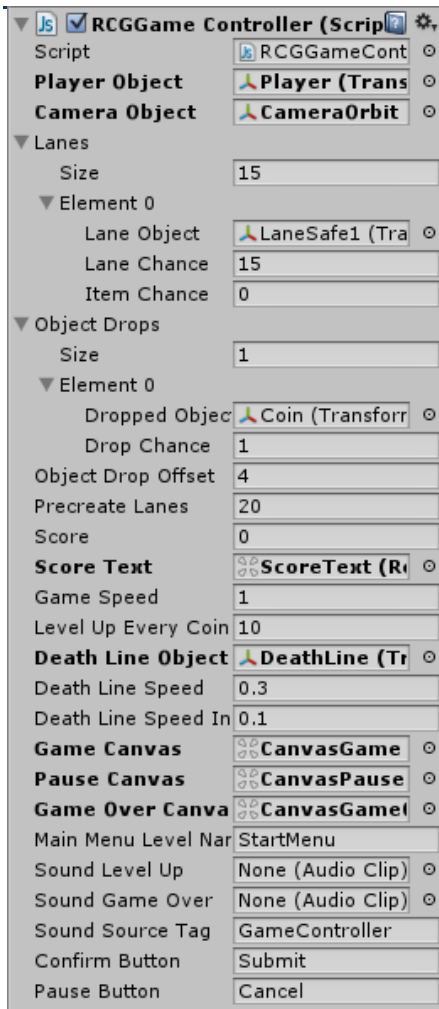 RCGGame Controller (Scrip
Script RCGGameCont
Player Object Player (Trans
Camera Object CameraOrbit
Lanes
Size 15
Element 0
Lane Object LaneSafe1 (Tra
Lane Chance 15
Item Chance 0
Object Drops
Size 1
Element 0
Dropped Objec Coin (Transforr
Drop Chance 1
Object Drop Offset 4
Precreate Lanes 20
Score 0
Score Text ScoreText (Re
Game Speed 1
Level Up Every Coin 10
Death Line Object DeathLine (Tr
Death Line Speed 0.3
Death Line Speed In 0.1
Game Canvas CanvasGame
Pause Canvas CanvasPause
Game Over Canva CanvasGame
Main Menu Level Nar StartMenu
Sound Level Up None (Audio Clip)
Sound Game Over None (Audio Clip)
Sound Source Tag GameController
Confirm Button Submit
Pause Button Cancel